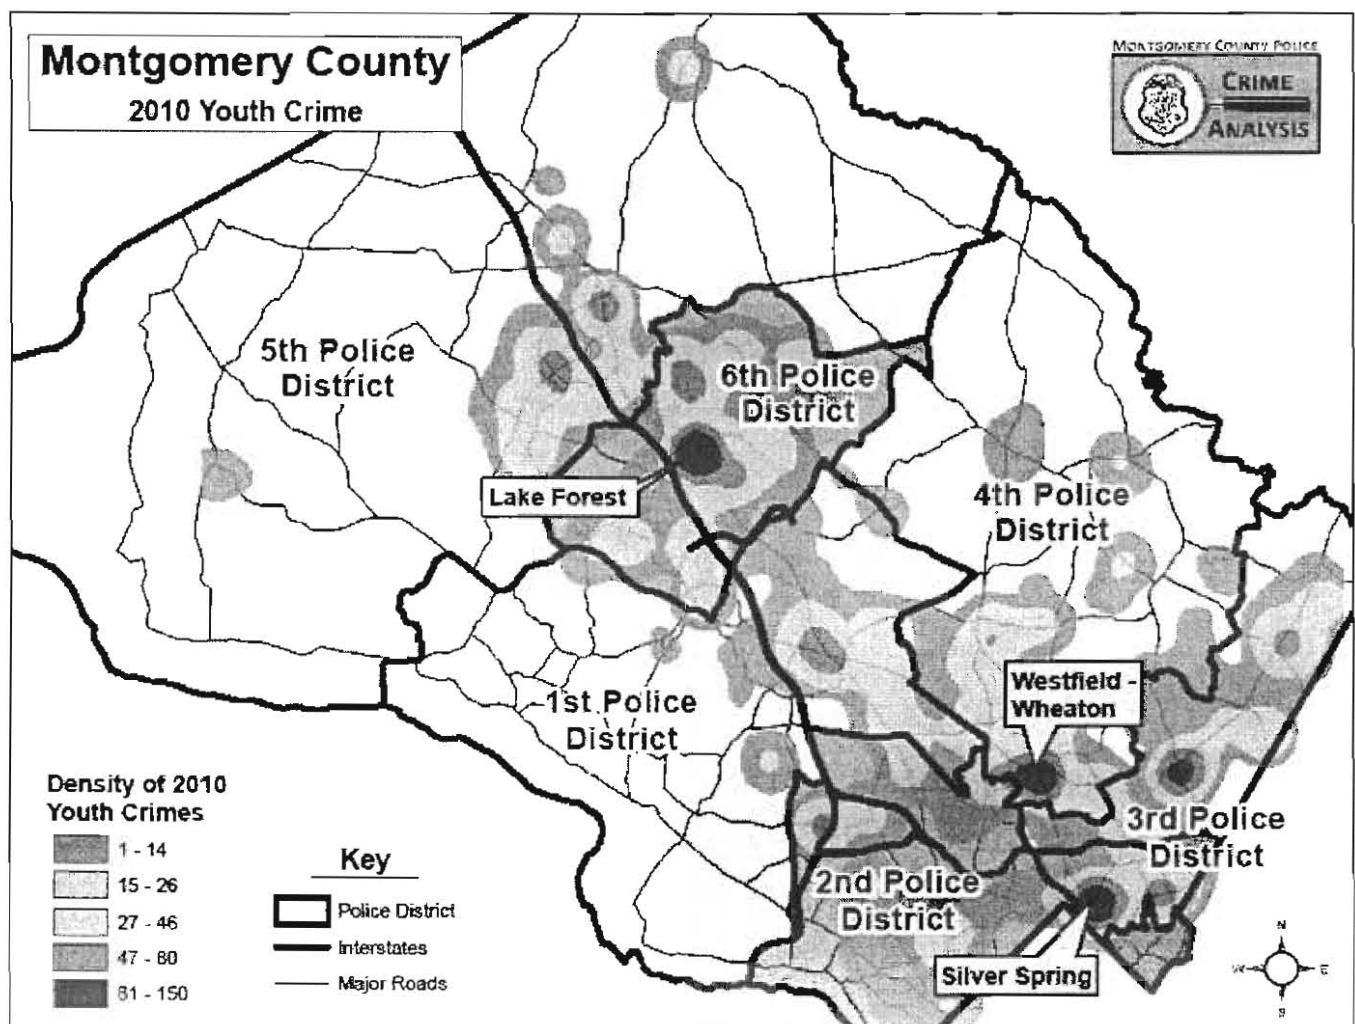 Montgomery County
2010 Youth Crime
MONTGOMERY COUNTY POLICE
CRIME
ANALYSIS
5th Police
District
6th Police
District
Lake Forest
4th Police
District
Westfield -
Wheaton
1st Police
District
3rd Police
District
2nd Police
District
Silver Spring
Density of 2010
Youth Crimes
1 - 14
15 - 26
27 - 46
47 - 80
81 - 150
Key
Police District
Interstates
Major Roads
N
W
E
S